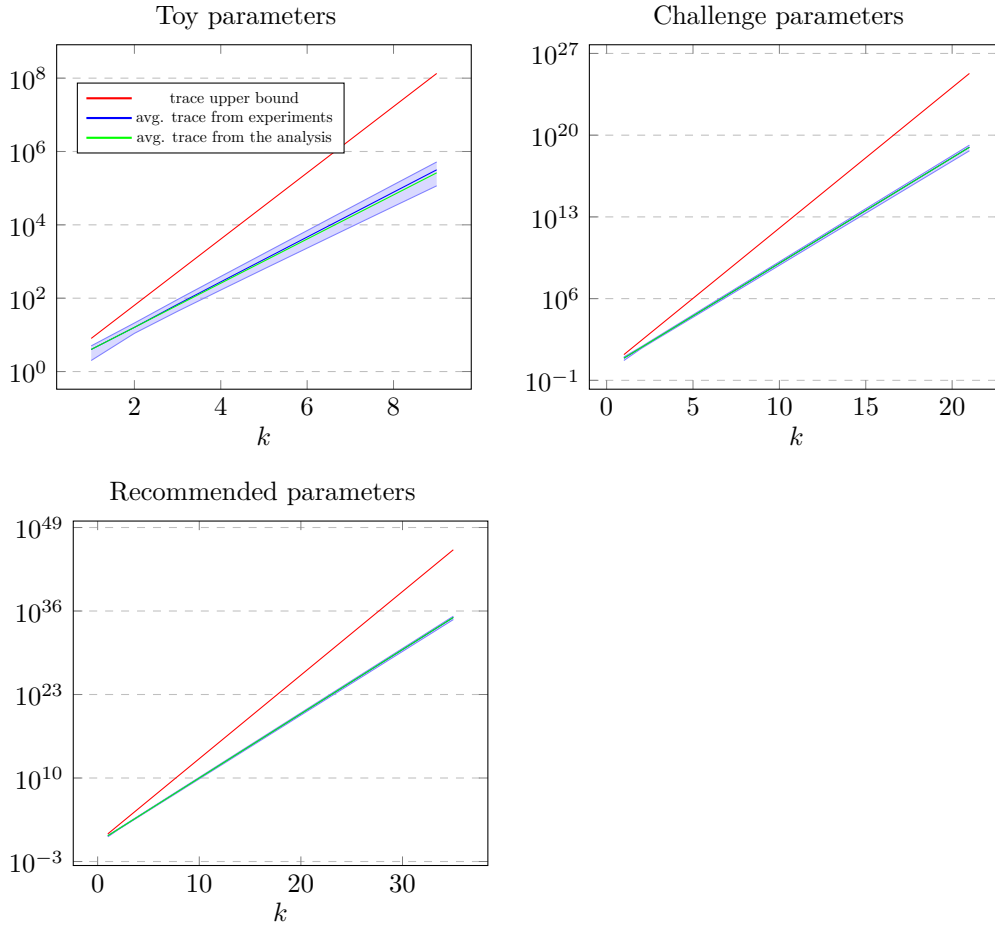 Toy parameters
10^8
10^6
10^4
10^2
10^0
trace upper bound
avg. trace from experiments
avg. trace from the analysis
2 4 6 8
k
Challenge parameters
10^27
10^20
10^13
10^6
10^−1
0 5 10 15 20
k
Recommended parameters
10^49
10^36
10^23
10^10
10^−3
0 10 20 30
k